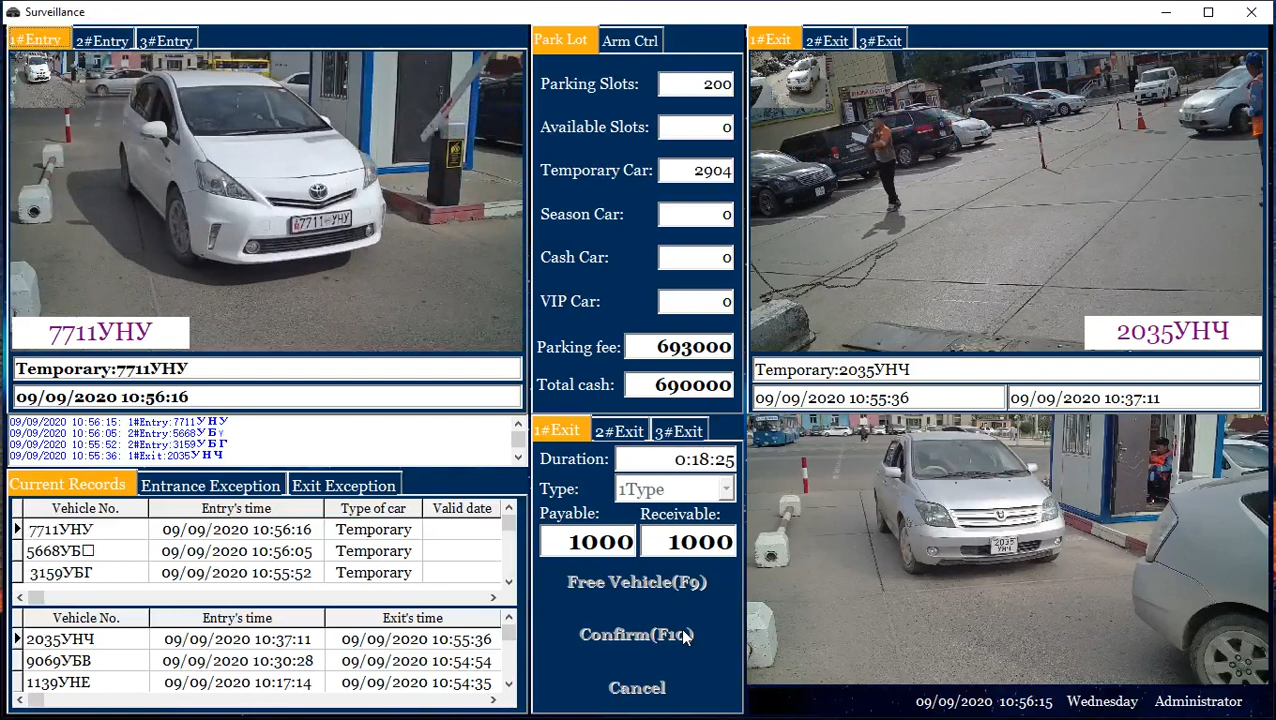 Surveillance
1#Entry 2#Entry 3#Entry
7711-УНУ
7711УНУ
Temporary:7711УНУ
09/09/2020 10:56:16
09/09/2020 10:56:15: 1#Entry:7711УНУ
09/09/2020 10:56:05: 2#Entry:5668УБ
09/09/2020 10:55:52: 2#Entry:3159УБГ
09/09/2020 10:55:36: 1#Exit:2035УНЧ
Current Records Entrance Exception Exit Exception
Vehicle No. Entry's time Type of car Valid date
7711УНУ 09/09/2020 10:56:16 Temporary
5668УБ□ 09/09/2020 10:56:05 Temporary
3159УБГ 09/09/2020 10:55:52 Temporary
Vehicle No. Entry's time Exit's time
2035УНЧ 09/09/2020 10:37:11 09/09/2020 10:55:36
9069УБВ 09/09/2020 10:30:28 09/09/2020 10:54:54
1139УНЕ 09/09/2020 10:17:14 09/09/2020 10:54:35
Park Lot Arm Ctrl
Parking Slots: 200
Available Slots: 0
Temporary Car: 2904
Season Car: 0
Cash Car: 0
VIP Car: 0
Parking fee: 693000
Total cash: 690000
1#Exit 2#Exit 3#Exit
Duration: 0:18:25
Type: 1Type
Payable: Receivable:
1000 1000
Free Vehicle(F9)
Confirm(F10)
Cancel
1#Exit 2#Exit 3#Exit
2035УНЧ
Temporary:2035УНЧ
09/09/2020 10:55:36 09/09/2020 10:37:11
2035
УНЧ
09/09/2020 10:56:15 Wednesday Administrator